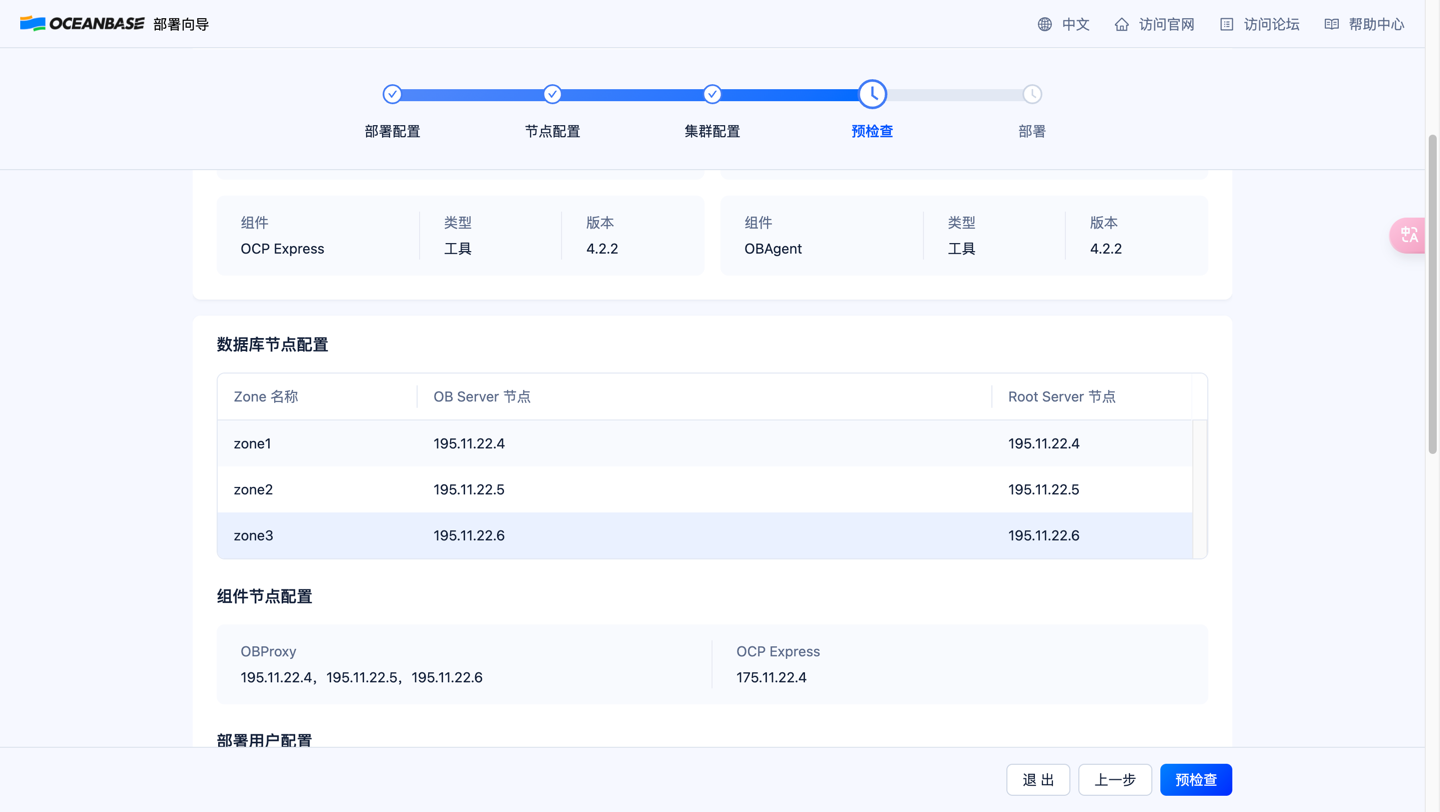 OCEANBASE 部署向导 中文 访问官网 访问论坛 帮助中心
部署配置 节点配置 集群配置 预检查 部署
组件 类型 版本 组件 类型 版本
OCP Express 工具 4.2.2 OBAgent 工具 4.2.2
数据库节点配置
Zone 名称 OB Server 节点 Root Server 节点
zone1 195.11.22.4 195.11.22.4
zone2 195.11.22.5 195.11.22.5
zone3 195.11.22.6 195.11.22.6
组件节点配置
OBProxy OCP Express
195.11.22.4，195.11.22.5，195.11.22.6 175.11.22.4
部署用户配置
退 出 上一步 预检查